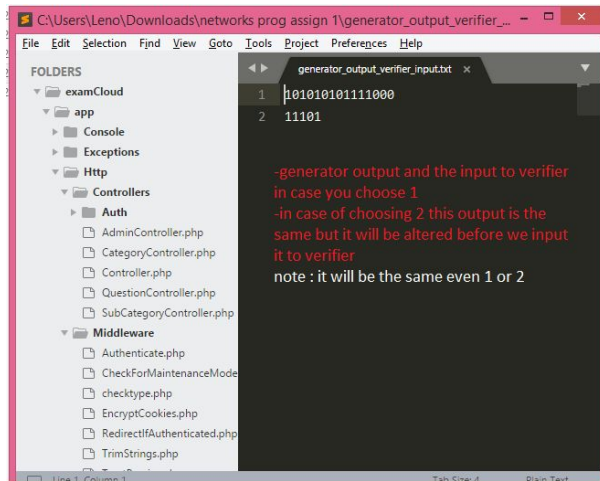 C:\Users\Leno\Downloads\networks prog assign 1\generator_output_verifier_...
File Edit Selection Find View Goto Tools Project Preferences Help
FOLDERS
examCloud
app
Console
Exceptions
Http
Controllers
Auth
AdminController.php
CategoryController.php
Controller.php
QuestionController.php
SubCategoryController.php
Middleware
Authenticate.php
CheckForMaintenanceMode
checktype.php
EncryptCookies.php
RedirectIfAuthenticated.php
TrimStrings.php
generator_output_verifier_input.txt
1 101010101111000
2 11101
-generator output and the input to verifier
in case you choose 1
-in case of choosing 2 this output is the
same but it will be altered before we input
it to verifier
note : it will be the same even 1 or 2
Line 1, Column 1
Tab Size: 4
Plain Text